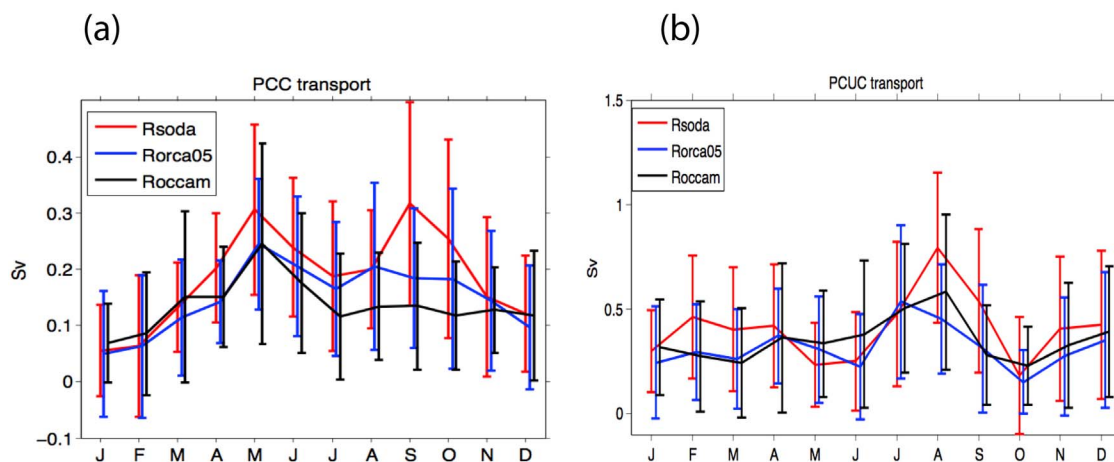 (a)
PCC transport
Rsoda
Rorca05
Roccam
Sv
0.4
0.3
0.2
0.1
0
−0.1
J F M A M J J A S O N D
(b)
PCUC transport
Rsoda
Rorca05
Roccam
Sv
1.5
1
0.5
0
J F M A M J J A S O N D